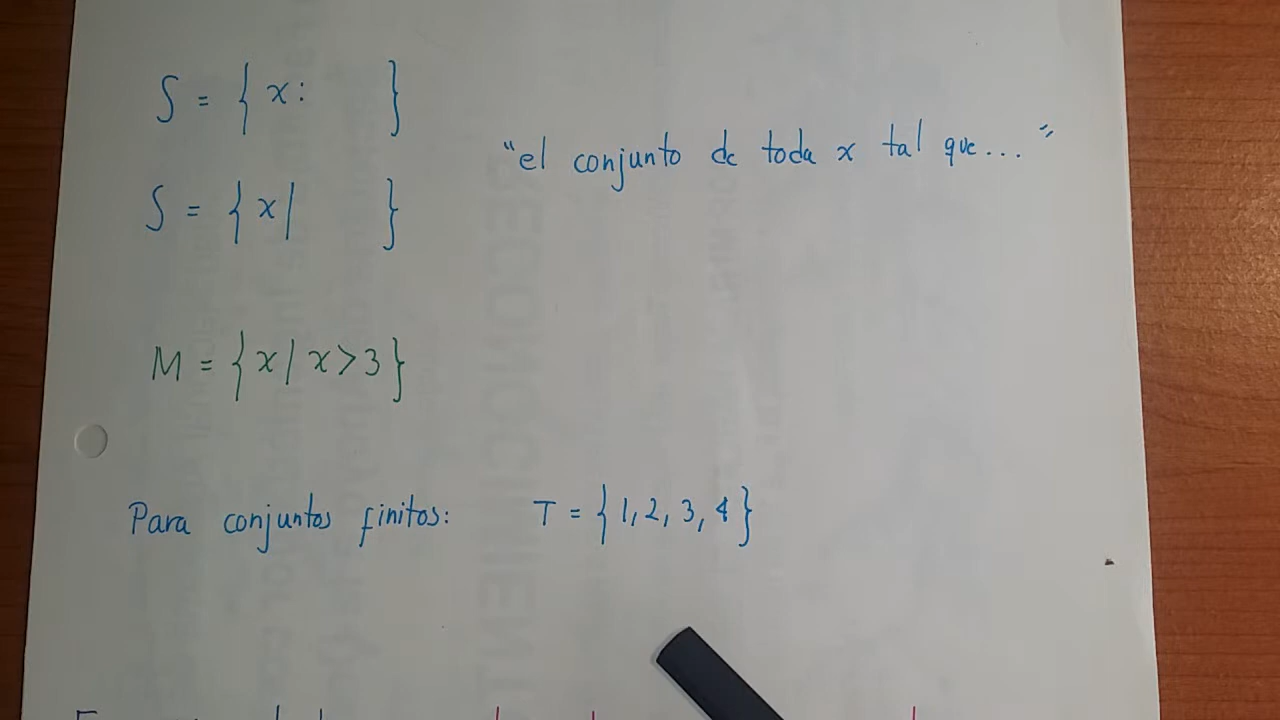 S = { x:     }
"el conjunto de toda x tal que..."
S = { x|     }
M = { x | x > 3 }
Para conjuntos finitos: T = { 1, 2, 3, 4 }